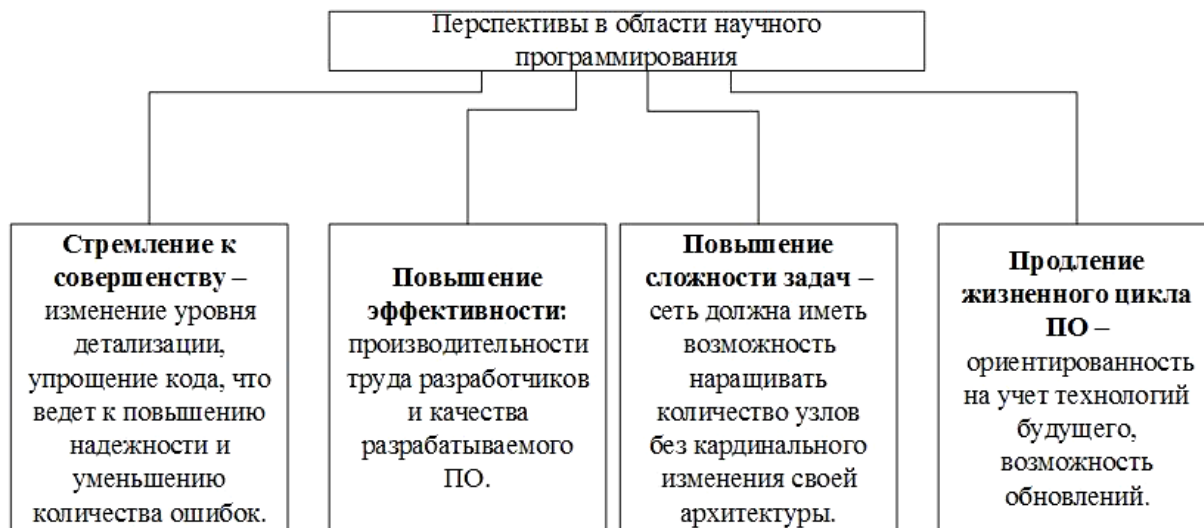 Перспективы в области научного
программирования
Стремление к
совершенству –
изменение уровня
детализации,
упрощение кода, что
ведет к повышению
надежности и
уменьшению
количества ошибок.
Повышение
эффективности:
производительности
труда разработчиков
и качества
разрабатываемого
ПО.
Повышение
сложности задач –
сеть должна иметь
возможность
наращивать
количество узлов
без кардинального
изменения своей
архитектуры.
Продление
жизненного цикла
ПО –
ориентированность
на учет технологий
будущего,
возможность
обновлений.